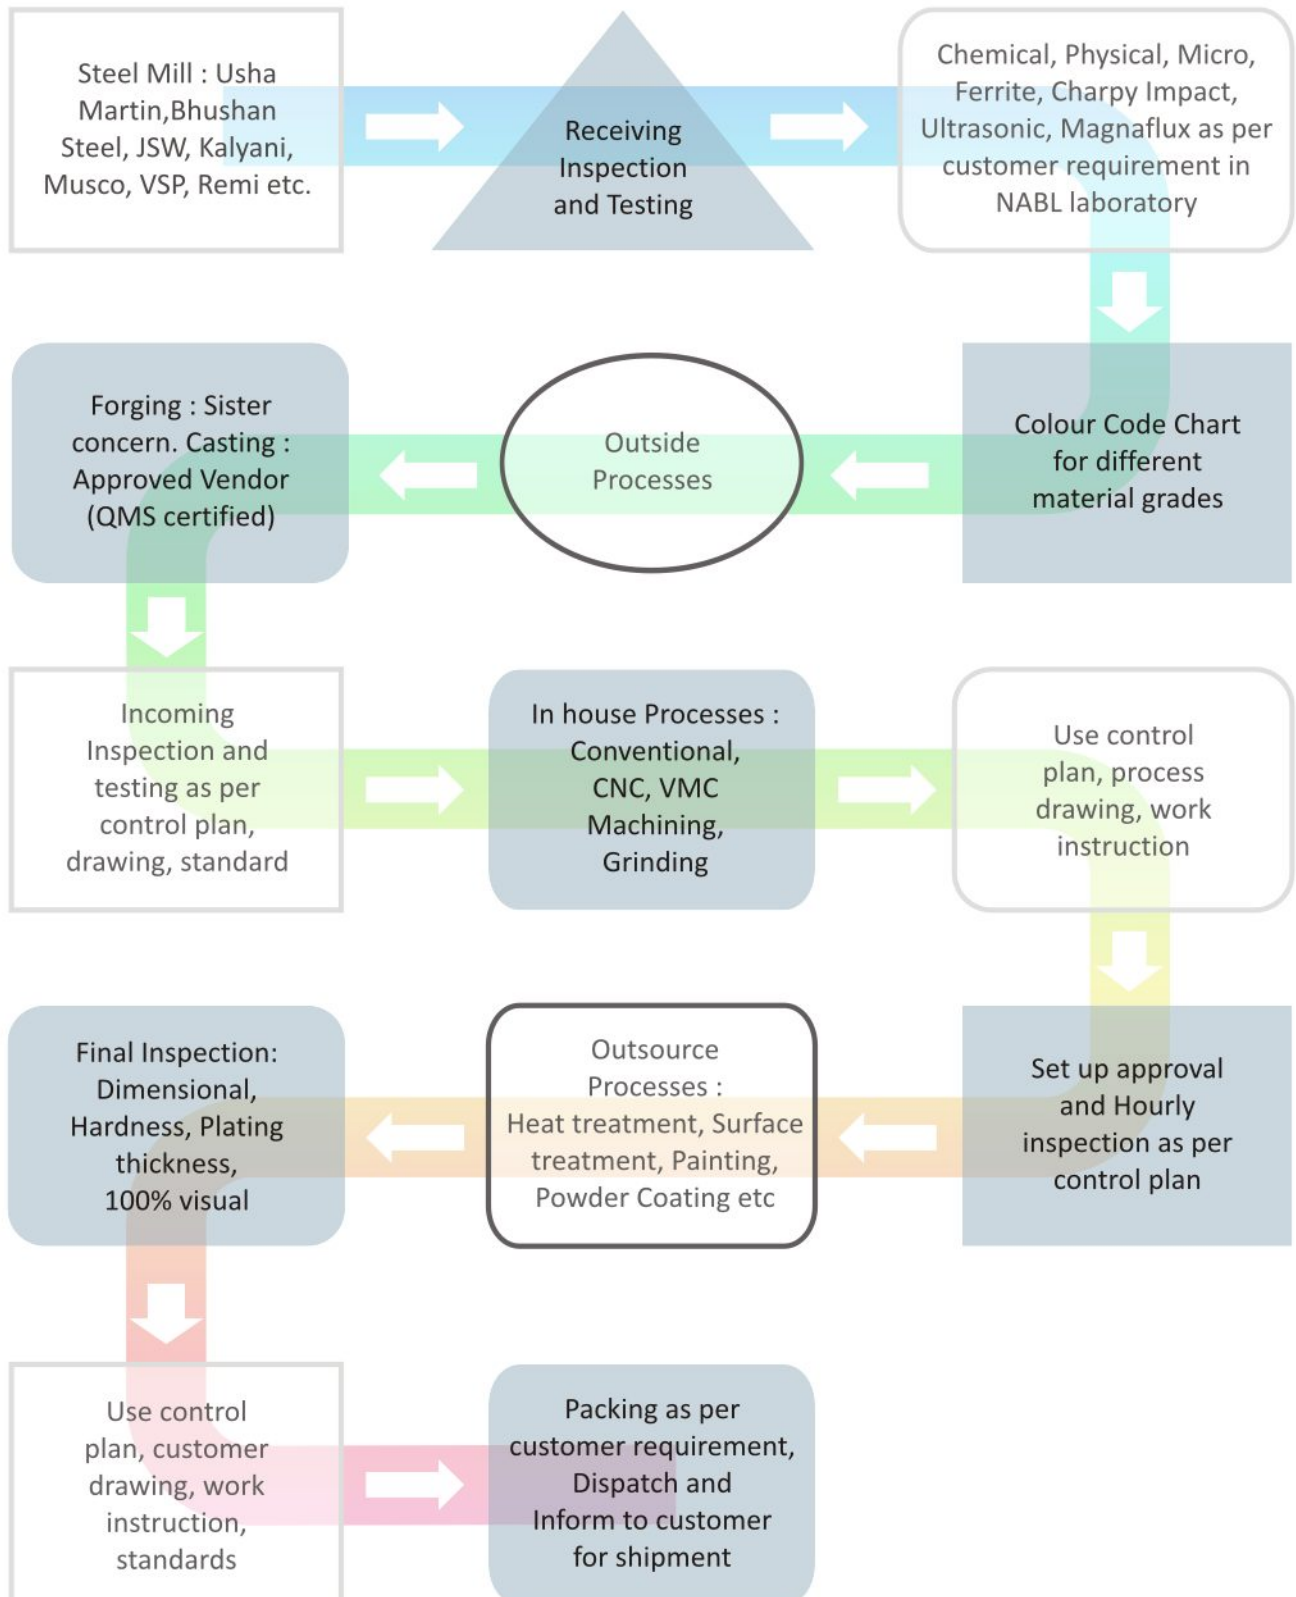 Steel Mill : Usha
Martin,Bhushan
Steel, JSW, Kalyani,
Musco, VSP, Remi etc.
Receiving
Inspection
and Testing
Chemical, Physical, Micro,
Ferrite, Charpy Impact,
Ultrasonic, Magnaflux as per
customer requirement in
NABL laboratory
Colour Code Chart
for different
material grades
Outside
Processes
Forging : Sister
concern. Casting :
Approved Vendor
(QMS certified)
Incoming
Inspection and
testing as per
control plan,
drawing, standard
In house Processes :
Conventional,
CNC, VMC
Machining,
Grinding
Use control
plan, process
drawing, work
instruction
Set up approval
and Hourly
inspection as per
control plan
Outsource
Processes :
Heat treatment, Surface
treatment, Painting,
Powder Coating etc
Final Inspection:
Dimensional,
Hardness, Plating
thickness,
100% visual
Use control
plan, customer
drawing, work
instruction,
standards
Packing as per
customer requirement,
Dispatch and
Inform to customer
for shipment